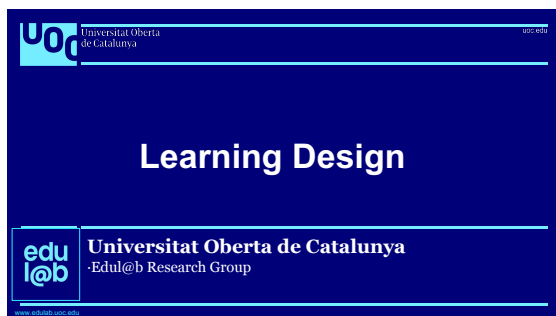 UOC
Universitat Oberta
de Catalunya
uoc.edu
Learning Design
edu
l@b
Universitat Oberta de Catalunya
·Edul@b Research Group
www.edulab.uoc.edu